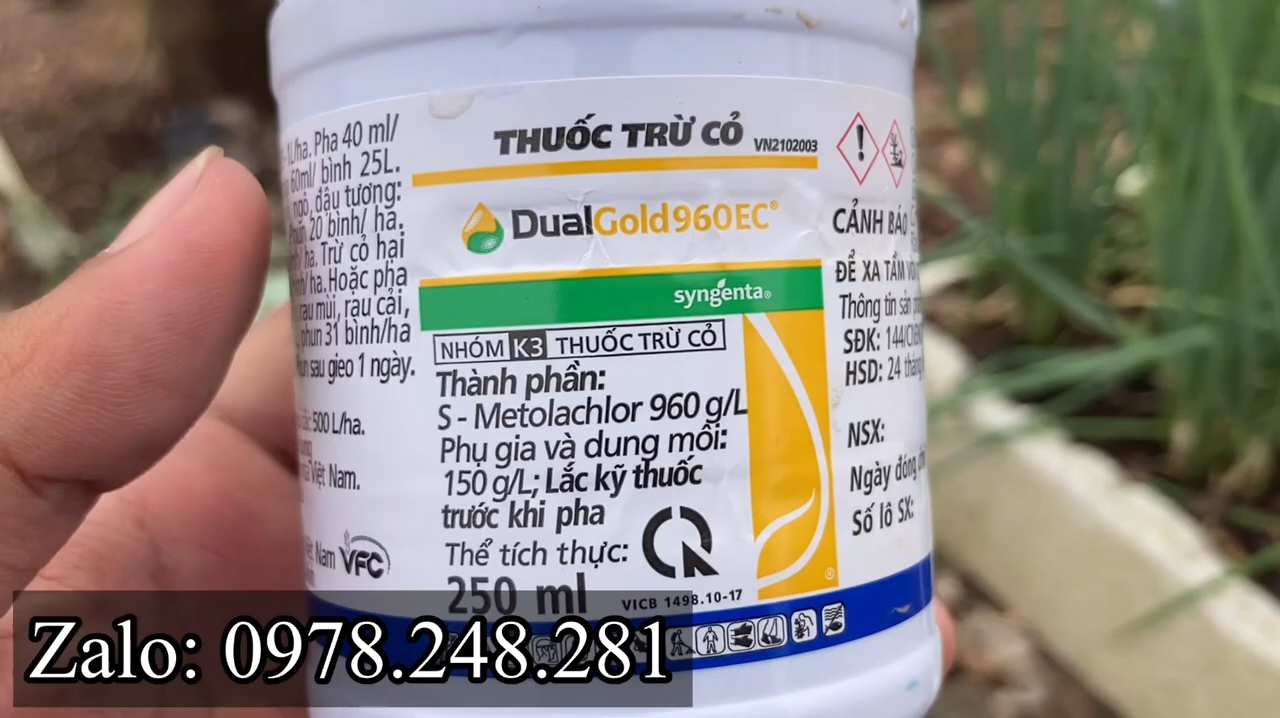 1L/ha. Pha 40 ml/
60ml/ bình 25L.
ngô, đậu tương:
20 bình/ ha.
ha. Trừ cỏ hại
ha. Hoặc pha
rau mùi, rau cải,
phun 31 bình/ha
sau gieo 1 ngày.
500 L/ha.
Việt Nam.
Nam VFC
THUỐC TRỪ CỎ VN2102003
DualGold960EC®
syngenta®
NHÓM K3 THUỐC TRỪ CỎ
Thành phần:
S - Metolachlor 960 g/L
Phụ gia và dung môi:
150 g/L; Lắc kỹ thuốc
trước khi pha
Thể tích thực:
250 ml
VICB 1498.10-17
®
CẢNH BÁO
ĐỂ XA TẦM
Thông tin sản
SĐK:
HSD: 24
NSX:
Ngày đóng
Số lô SX:
Zalo: 0978.248.281